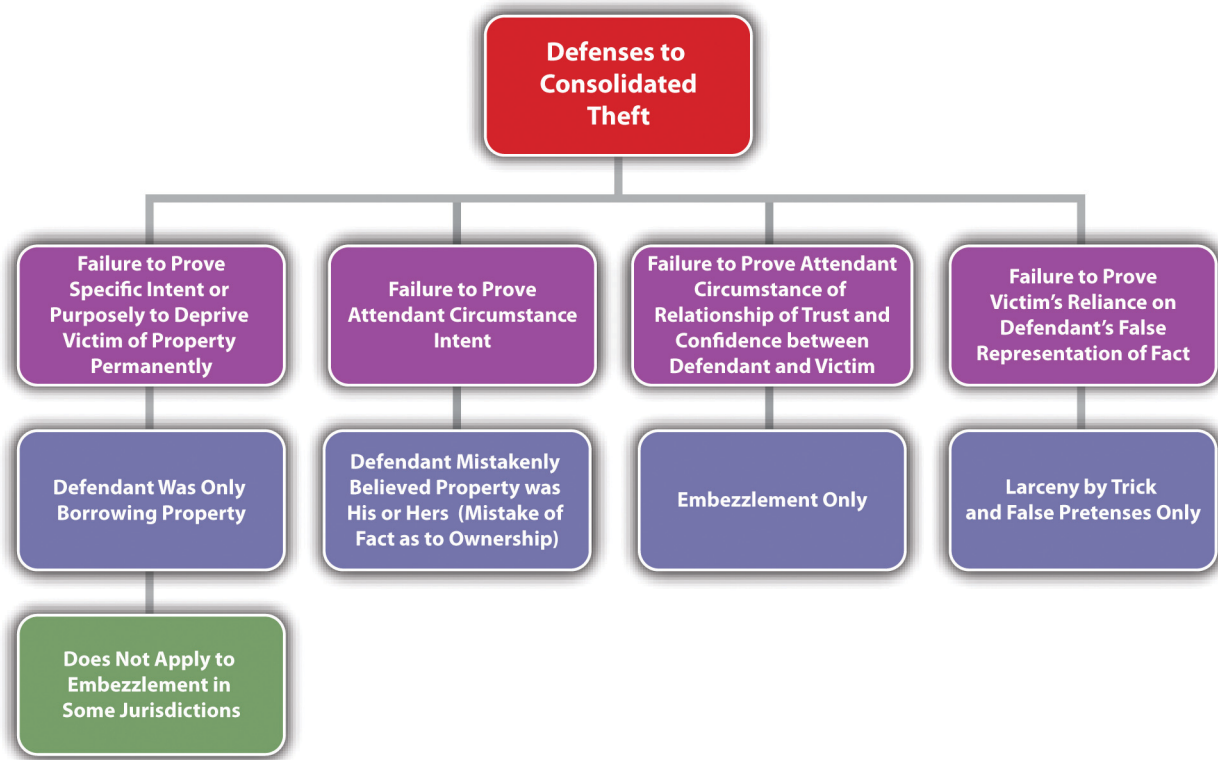 Defenses to
Consolidated
Theft
Failure to Prove
Specific Intent or
Purposely to Deprive
Victim of Property
Permanently
Failure to Prove
Attendant Circumstance
Intent
Failure to Prove Attendant
Circumstance of
Relationship of Trust and
Confidence between
Defendant and Victim
Failure to Prove
Victim’s Reliance on
Defendant’s False
Representation of Fact
Defendant Was Only
Borrowing Property
Defendant Mistakenly
Believed Property was
His or Hers (Mistake of
Fact as to Ownership)
Embezzlement Only
Larceny by Trick
and False Pretenses Only
Does Not Apply to
Embezzlement in
Some Jurisdictions